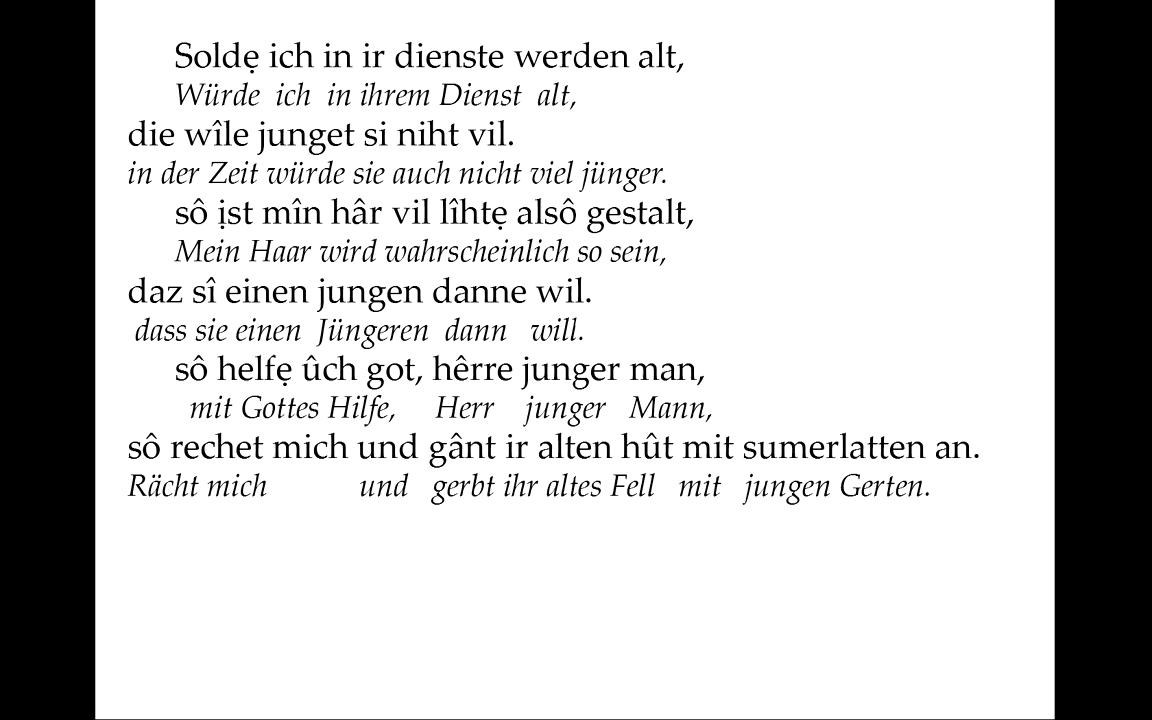 Soldẹ ich in ir dienste werden alt,
Würde ich in ihrem Dienst alt,
die wîle junget si niht vil.
in der Zeit würde sie auch nicht viel jünger.
sô ịst mîn hâr vil lîhtẹ alsô gestalt,
Mein Haar wird wahrscheinlich so sein,
daz sî einen jungen danne wil.
dass sie einen Jüngeren dann will.
sô helfẹ ûch got, hêrre junger man,
mit Gottes Hilfe, Herr junger Mann,
sô rechet mich und gânt ir alten hût mit sumerlatten an.
Rächt mich und gerbt ihr altes Fell mit jungen Gerten.